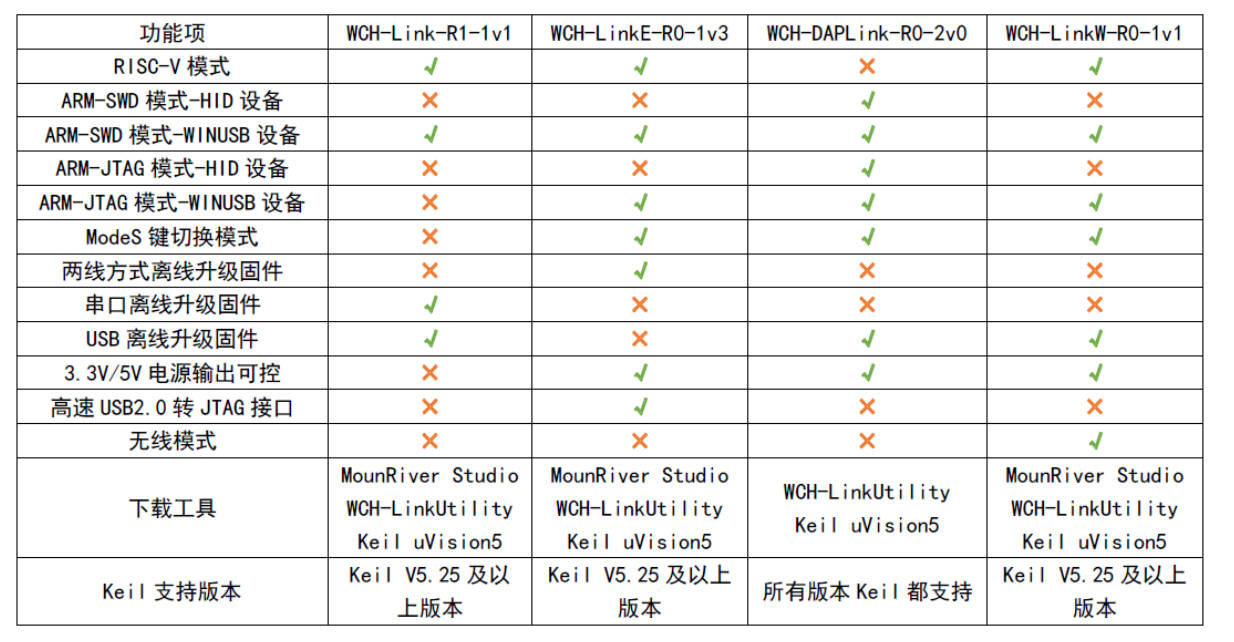 功能项 WCH-Link-R1-1v1 WCH-LinkE-R0-1v3 WCH-DAPLink-R0-2v0 WCH-LinkW-R0-1v1
RISC-V 模式 √ √ × √
ARM-SWD 模式-HID 设备 × × √ ×
ARM-SWD 模式-WINUSB 设备 √ √ √ √
ARM-JTAG 模式-HID 设备 × × √ ×
ARM-JTAG 模式-WINUSB 设备 × √ √ √
ModeS 键切换模式 × √ √ √
两线方式离线升级固件 × √ × ×
串口离线升级固件 √ × × ×
USB 离线升级固件 √ × √ √
3.3V/5V 电源输出可控 × √ √ √
高速 USB2.0 转 JTAG 接口 × √ × ×
无线模式 × × × √
下载工具
MounRiver Studio
WCH-LinkUtility
Keil uVision5
MounRiver Studio
WCH-LinkUtility
Keil uVision5
WCH-LinkUtility
Keil uVision5
MounRiver Studio
WCH-LinkUtility
Keil uVision5
Keil 支持版本
Keil V5.25 及以
上版本
Keil V5.25 及以上
版本
所有版本 Keil 都支持
Keil V5.25 及以上
版本